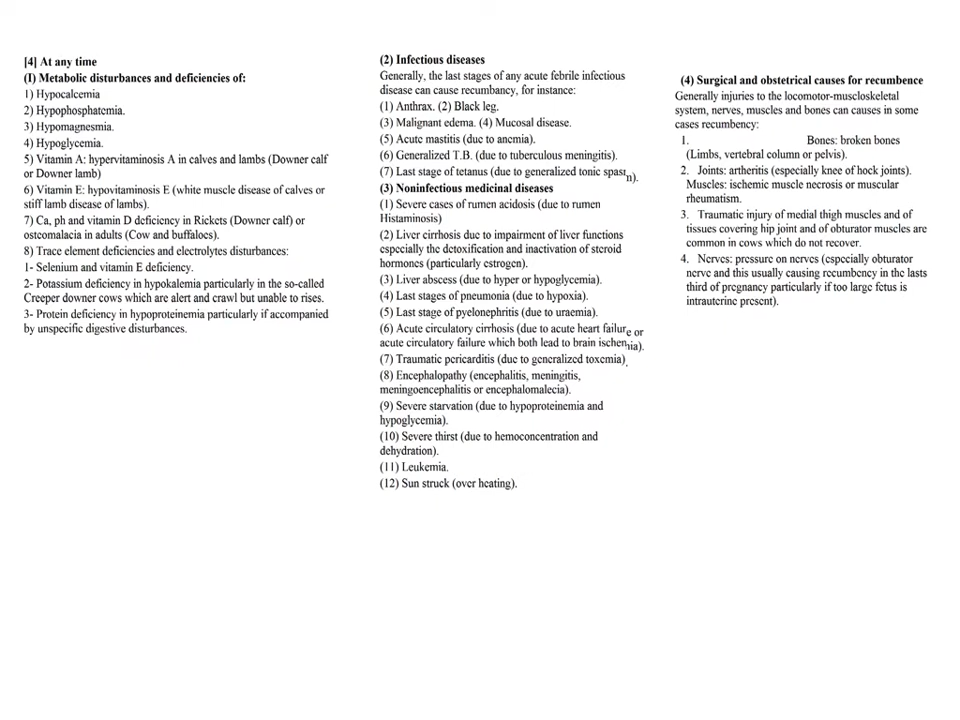 [4] At any time
(I) Metabolic disturbances and deficiencies of:
1) Hypocalcemia
2) Hypophosphatemia.
3) Hypomagnesmia.
4) Hypoglycemia.
5) Vitamin A: hypervitaminosis A in calves and lambs (Downer calf
or Downer lamb)
6) Vitamin E: hypovitaminosis E (white muscle disease of calves or
stiff lamb disease of lambs).
7) Ca, ph and vitamin D deficiency in Rickets (Downer calf) or
osteomalacia in adults (Cow and buffaloes).
8) Trace element deficiencies and electrolytes disturbances:
1- Selenium and vitamin E deficiency.
2- Potassium deficiency in hypokalemia particularly in the so-called
Creeper downer cows which are alert and crawl but unable to rises.
3- Protein deficiency in hypoproteinemia particularly if accompanied
by unspecific digestive disturbances.
(2) Infectious diseases
Generally, the last stages of any acute febrile infectious
disease can cause recumbancy, for instance:
(1) Anthrax. (2) Black leg.
(3) Malignant edema. (4) Mucosal disease.
(5) Acute mastitis (due to anemia).
(6) Generalized T.B. (due to tuberculous meningitis).
(7) Last stage of tetanus (due to generalized tonic spasm).
(3) Noninfectious medicinal diseases
(1) Severe cases of rumen acidosis (due to rumen
Histaminosis)
(2) Liver cirrhosis due to impairment of liver functions
especially the detoxification and inactivation of steroid
hormones (particularly estrogen).
(3) Liver abscess (due to hyper or hypoglycemia).
(4) Last stages of pneumonia (due to hypoxia).
(5) Last stage of pyelonephritis (due to uraemia).
(6) Acute circulatory cirrhosis (due to acute heart failure or
acute circulatory failure which both lead to brain ischemia).
(7) Traumatic pericarditis (due to generalized toxemia).
(8) Encephalopathy (encephalitis, meningitis,
meningoencephalitis or encephalomalecia).
(9) Severe starvation (due to hypoproteinemia and
hypoglycemia).
(10) Severe thirst (due to hemoconcentration and
dehydration).
(11) Leukemia.
(12) Sun struck (over heating).
(4) Surgical and obstetrical causes for recumbence
Generally injuries to the locomotor-muscloskeletal
system, nerves, muscles and bones can causes in some
cases recumbency:
1. Bones: broken bones
(Limbs, vertebral column or pelvis).
2. Joints: artheritis (especially knee of hock joints).
Muscles: ischemic muscle necrosis or muscular
rheumatism.
3. Traumatic injury of medial thigh muscles and of
tissues covering hip joint and of obturator muscles are
common in cows which do not recover.
4. Nerves: pressure on nerves (especially obturator
nerve and this usually causing recumbency in the lasts
third of pregnancy particularly if too large fetus is
intrauterine present).